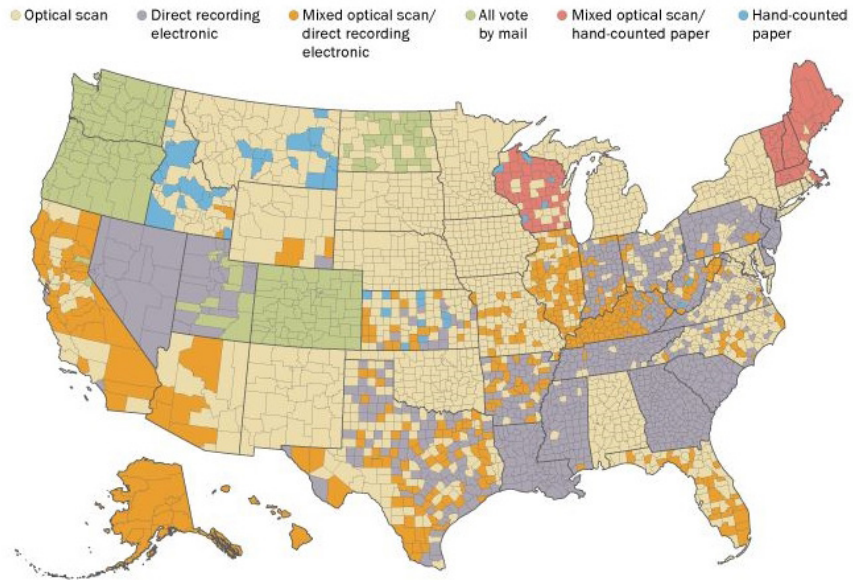 Optical scan
Direct recording
electronic
Mixed optical scan/
direct recording
electronic
All vote
by mail
Mixed optical scan/
hand-counted paper
Hand-counted
paper